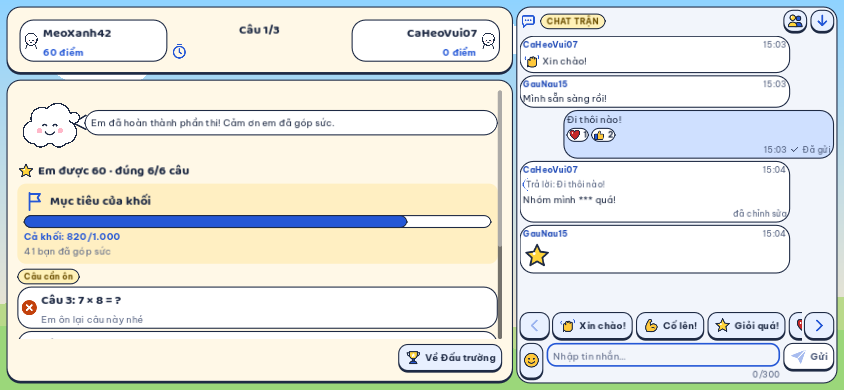 MeoXanh42
60 điểm
Câu 1/3
CaHeoVui07
0 điểm
Em đã hoàn thành phần thi! Cảm ơn em đã góp sức.
Em được 60 · đúng 6/6 câu
Mục tiêu của khối
Cả khối: 820/1.000
41 bạn đã góp sức
Câu cần ôn
Câu 3: 7 × 8 = ?
Em ôn lại câu này nhé
Về Đấu trường
CHAT TRẬN
CaHeoVui07 15:03
Xin chào!
GauNau15 15:03
Mình sẵn sàng rồi!
Đi thôi nào!
1 2
15:03 ✓ Đã gửi
CaHeoVui07 15:04
(Trả lời: Đi thôi nào!
Nhóm mình *** quá!
đã chỉnh sửa
GauNau15 15:04
Xin chào! Cố lên! Giỏi quá!
Nhập tin nhắn...
Gửi
0/300